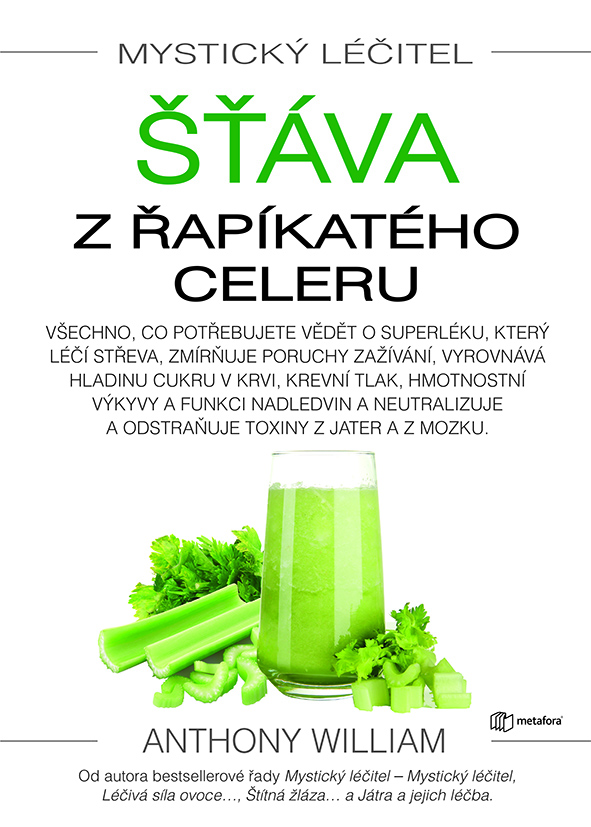 MYSTICKÝ LÉČITEL
ŠŤÁVA
Z ŘAPÍKATÉHO
CELERU
VŠECHNO, CO POTŘEBUJETE VĚDĚT O SUPERLÉKU, KTERÝ
LÉČÍ STŘEVA, ZMÍRŇUJE PORUCHY ZAŽÍVÁNÍ, VYROVNÁVÁ
HLADINU CUKRU V KRVI, KREVNÍ TLAK, HMOTNOSTNÍ
VÝKYVY A FUNKCI NADLEDVIN A NEUTRALIZUJE
A ODSTRAŇUJE TOXINY Z JATER A Z MOZKU.
metafora
ANTHONY WILLIAM
Od autora bestsellerové řady Mystický léčitel – Mystický léčitel,
Léčivá síla ovoce…, Štítná žláza… a Játra a jejich léčba.